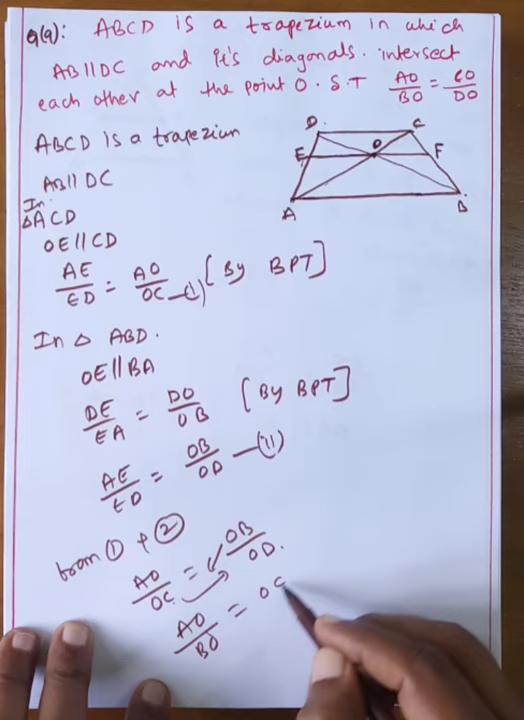 Q(9): ABCD is a trapezium in which
AB||DC and it's diagonals. intersect
each other at the point O. S.T AO/BO = CO/DO
ABCD is a trapezium
AB||DC
In
△ACD
OE||CD
AE/ED = AO/OC —(1) [By BPT]
D C
E O F
A B
In △ ABD.
OE||BA
DE/EA = DO/OB [By BPT]
AE/ED = OB/OD —(11)
from ① & ②
AO/OC = OB/OD.
AO/BO = OC